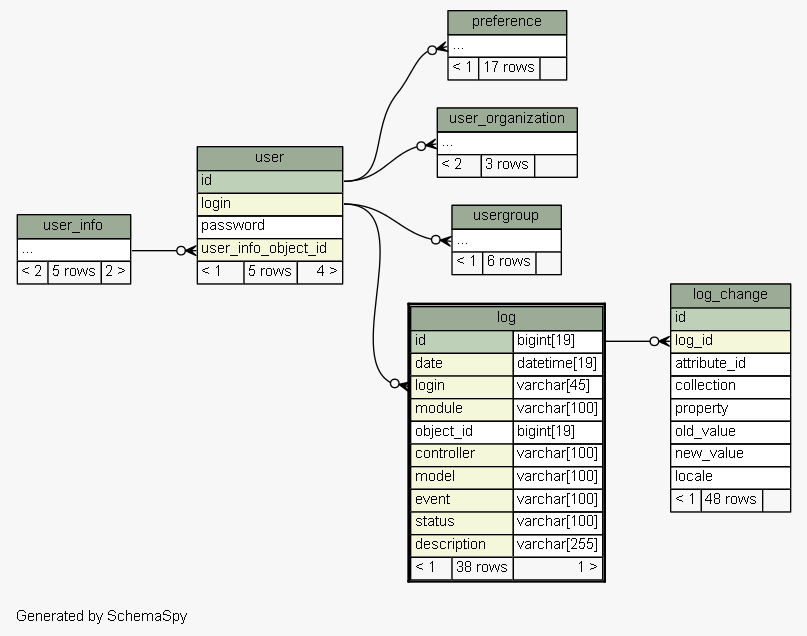 preference
...
< 1 17 rows
user_organization
...
< 2 3 rows
user
id
login
password
user_info_object_id
< 1 5 rows 4 >
user_info
...
< 2 5 rows 2 >
usergroup
...
< 1 6 rows
log
id bigint[19]
date datetime[19]
login varchar[45]
module varchar[100]
object_id bigint[19]
controller varchar[100]
model varchar[100]
event varchar[100]
status varchar[100]
description varchar[255]
< 1 38 rows 1 >
log_change
id
log_id
attribute_id
collection
property
old_value
new_value
locale
< 1 48 rows
Generated by SchemaSpy